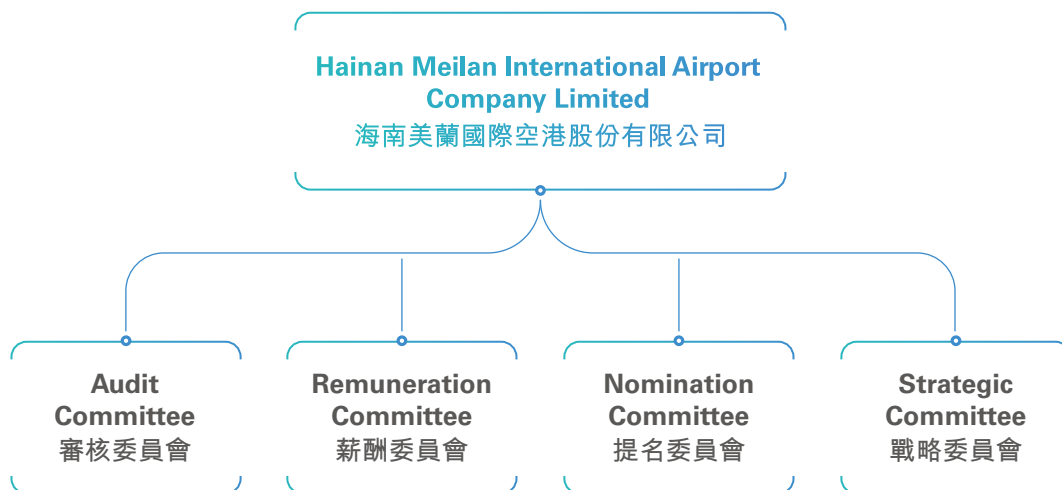 Hainan Meilan International Airport
Company Limited
海南美蘭國際空港股份有限公司
Audit
Committee
審核委員會
Remuneration
Committee
薪酬委員會
Nomination
Committee
提名委員會
Strategic
Committee
戰略委員會